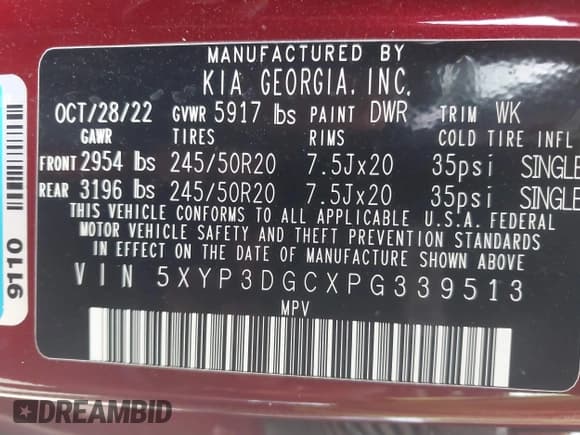 MANUFACTURED BY
KIA GEORGIA, INC.
OCT/28/22 GVWR 5917 lbs PAINT DWR TRIM WK
GAWR TIRES RIMS COLD TIRE INFL
FRONT 2954 lbs 245/50R20 7.5Jx20 35psi SINGLE
REAR 3196 lbs 245/50R20 7.5Jx20 35psi SINGLE
THIS VEHICLE CONFORMS TO ALL APPLICABLE U.S.A. FEDERAL
MOTOR VEHICLE SAFETY AND THEFT PREVENTION STANDARDS
IN EFFECT ON THE DATE OF MANUFACTURE SHOWN ABOVE
VIN 5XYP3DGCXPG339513
MPV
9110
DREAMBID